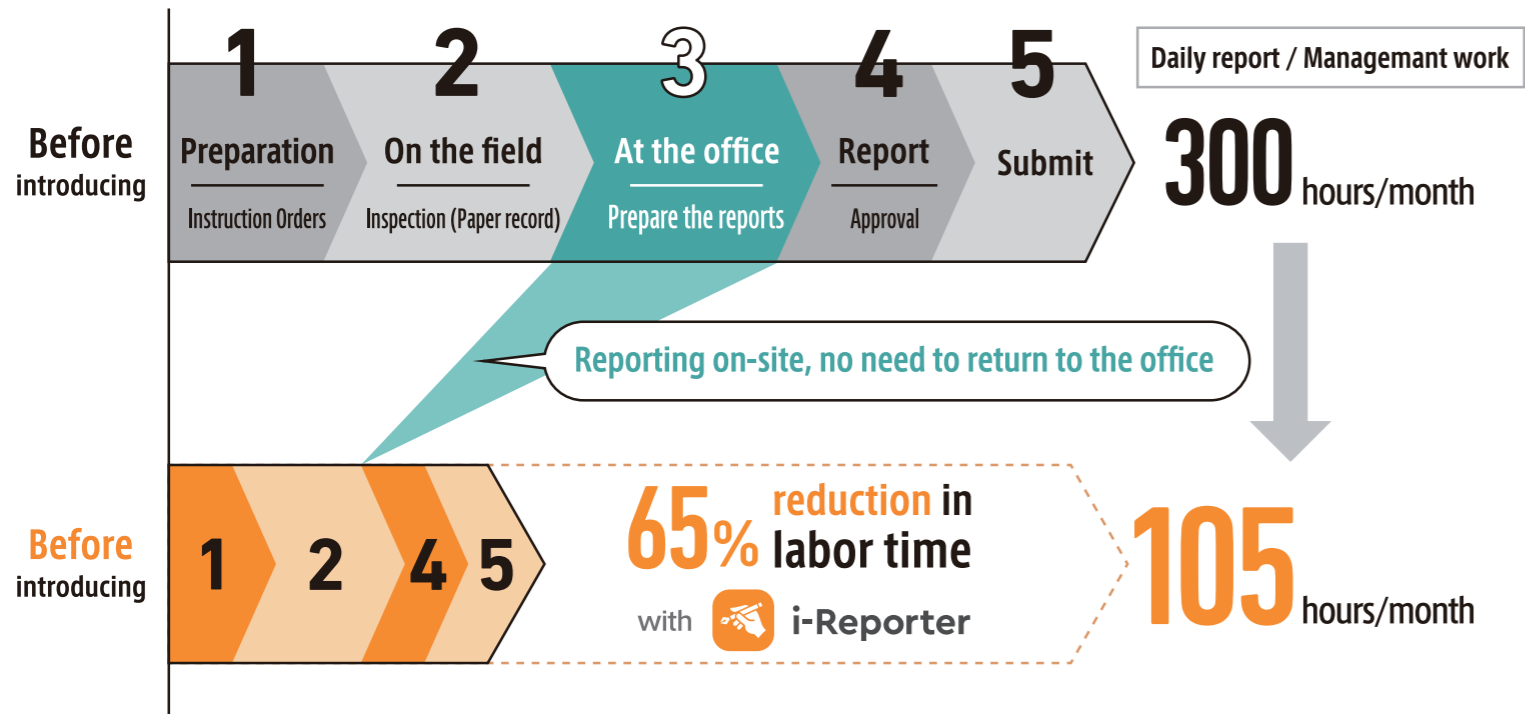 1
2
3
4
5
Daily report / Managemant work
Before
introducing
Preparation
Instruction Orders
On the field
Inspection (Paper record)
At the office
Prepare the reports
Report
Approval
Submit
300 hours/month
Reporting on-site, no need to return to the office
Before
introducing
1
2
4
5
65% reduction in
labor time
with i-Reporter
105 hours/month